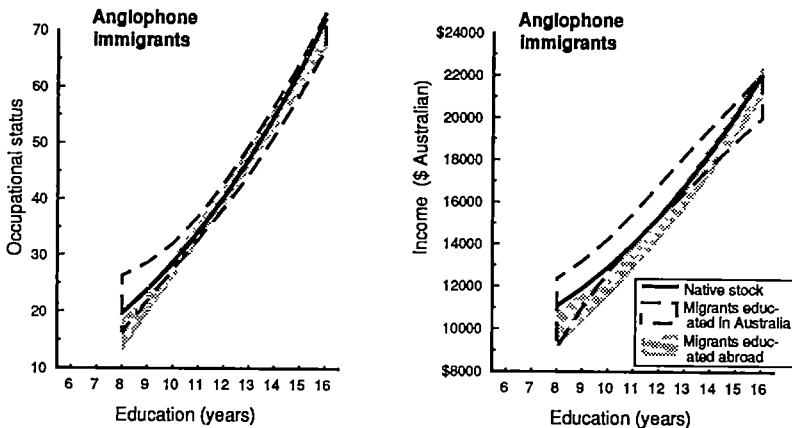 Anglophone
immigrants
70
60
50
40
30
20
10
Occupational status
6 7 8 9 10 11 12 13 14 15 16
Education (years)
Anglophone
immigrants
$24000
22000
20000
18000
16000
14000
12000
10000
$8000
Income ($ Australian)
Native stock
Migrants educ-
ated in Australia
Migrants educ-
ated abroad
6 7 8 9 10 11 12 13 14 15 16
Education (years)